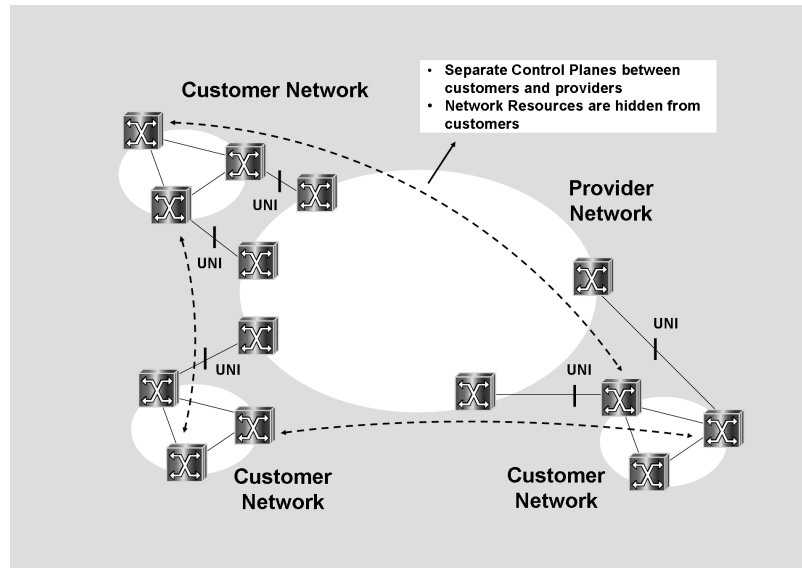 • Separate Control Planes between
customers and providers
• Network Resources are hidden from
customers
Customer Network
Provider
Network
UNI
UNI
UNI
UNI
UNI
Customer
Network
Customer
Network